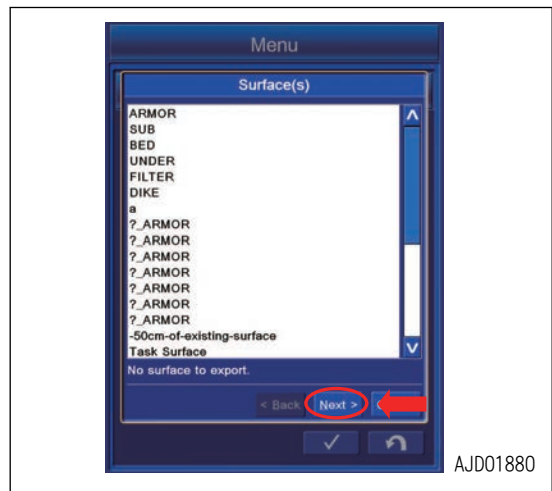 Menu
Surface(s)
ARMOR
SUB
BED
UNDER
FILTER
DIKE
a
?_ARMOR
?_ARMOR
?_ARMOR
?_ARMOR
?_ARMOR
?_ARMOR
?_ARMOR
-50cm-of-existing-surface
Task Surface
No surface to export.
< Back Next >
AJD01880